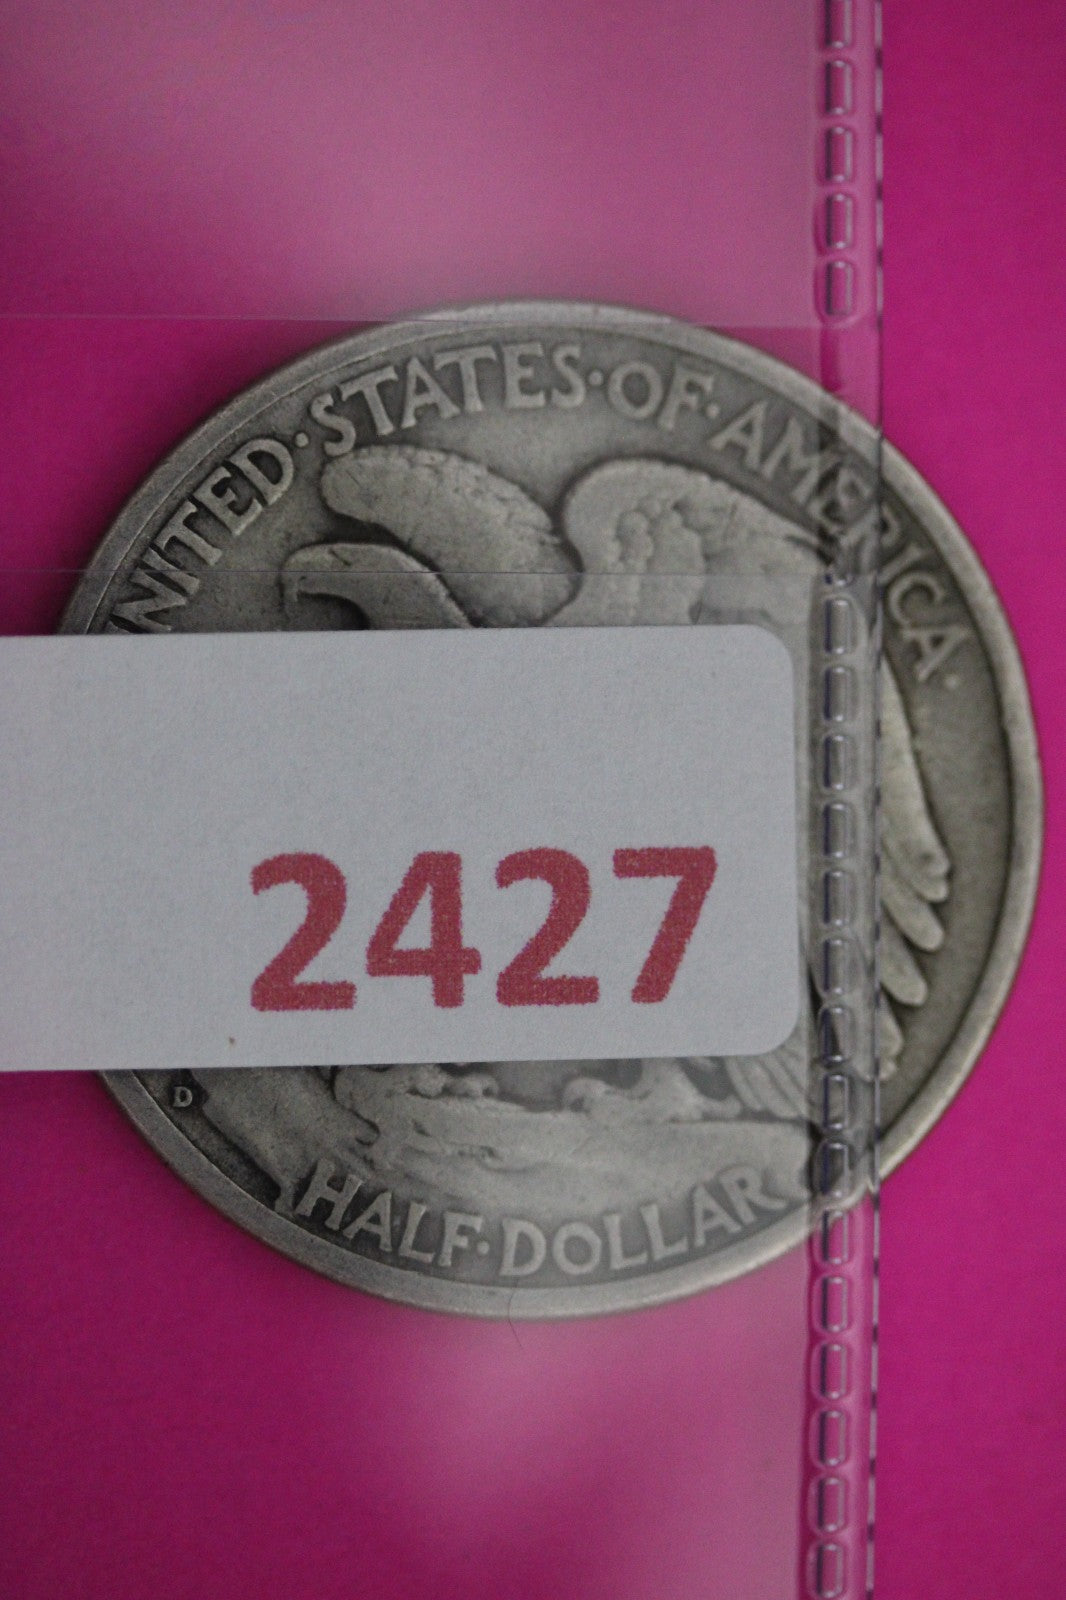 UNITED·STATES·OF·AMERICA·
2427
D
HALF·DOLLAR